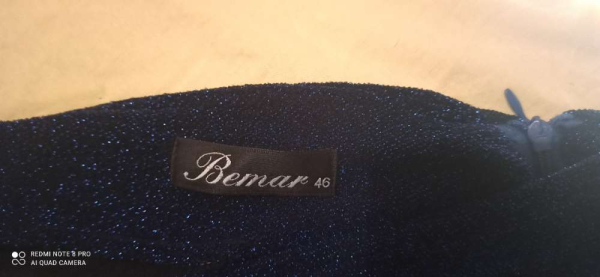 Bemar 46
REDMI NOTE 8 PRO
AI QUAD CAMERA